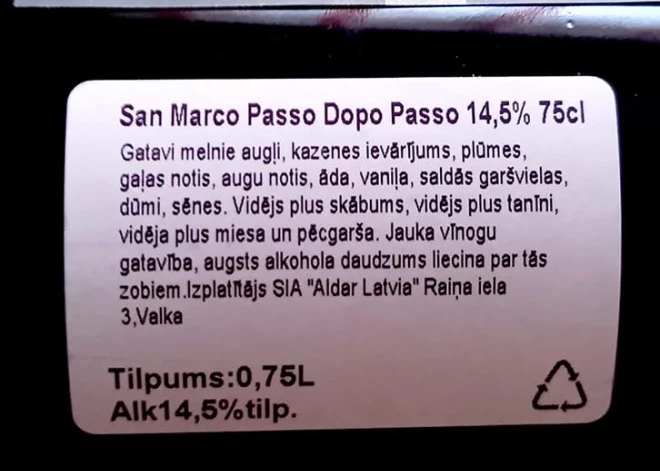 San Marco Passo Dopo Passo 14,5% 75cl
Gatavi melnie augļi, kazenes ievārījums, plūmes,
gaļas notis, augu notis, āda, vaniļa, saldās garšvielas,
dūmi, sēnes. Vidējs plus skābums, vidējs plus tanīni,
vidēja plus miesa un pēcgarša. Jauka vīnogu
gatavība, augsts alkohola daudzums liecina par tās
zobiem.Izplatītājs SIA "Aldar Latvia" Raiņa iela
3,Valka
Tilpums:0,75L
Alk14,5%tilp.